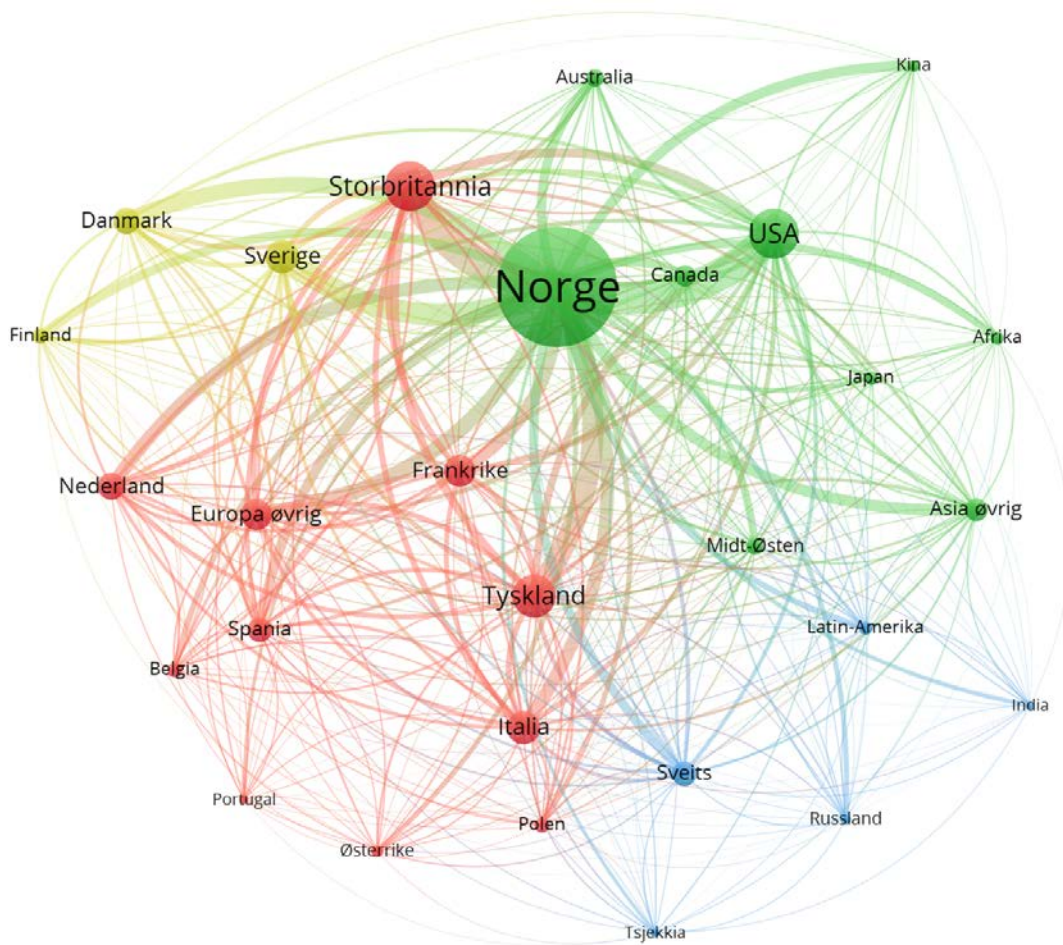 Kina
Australia
Storbritannia
Danmark
USA
Sverige
Canada
Norge
Finland
Afrika
Japan
Frankrike
Nederland
Europa øvrig
Asia øvrig
Midt-Østen
Tyskland
Spania
Latin-Amerika
Belgia
India
Italia
Sveits
Portugal
Russland
Polen
Østerrike
Tsjekkia